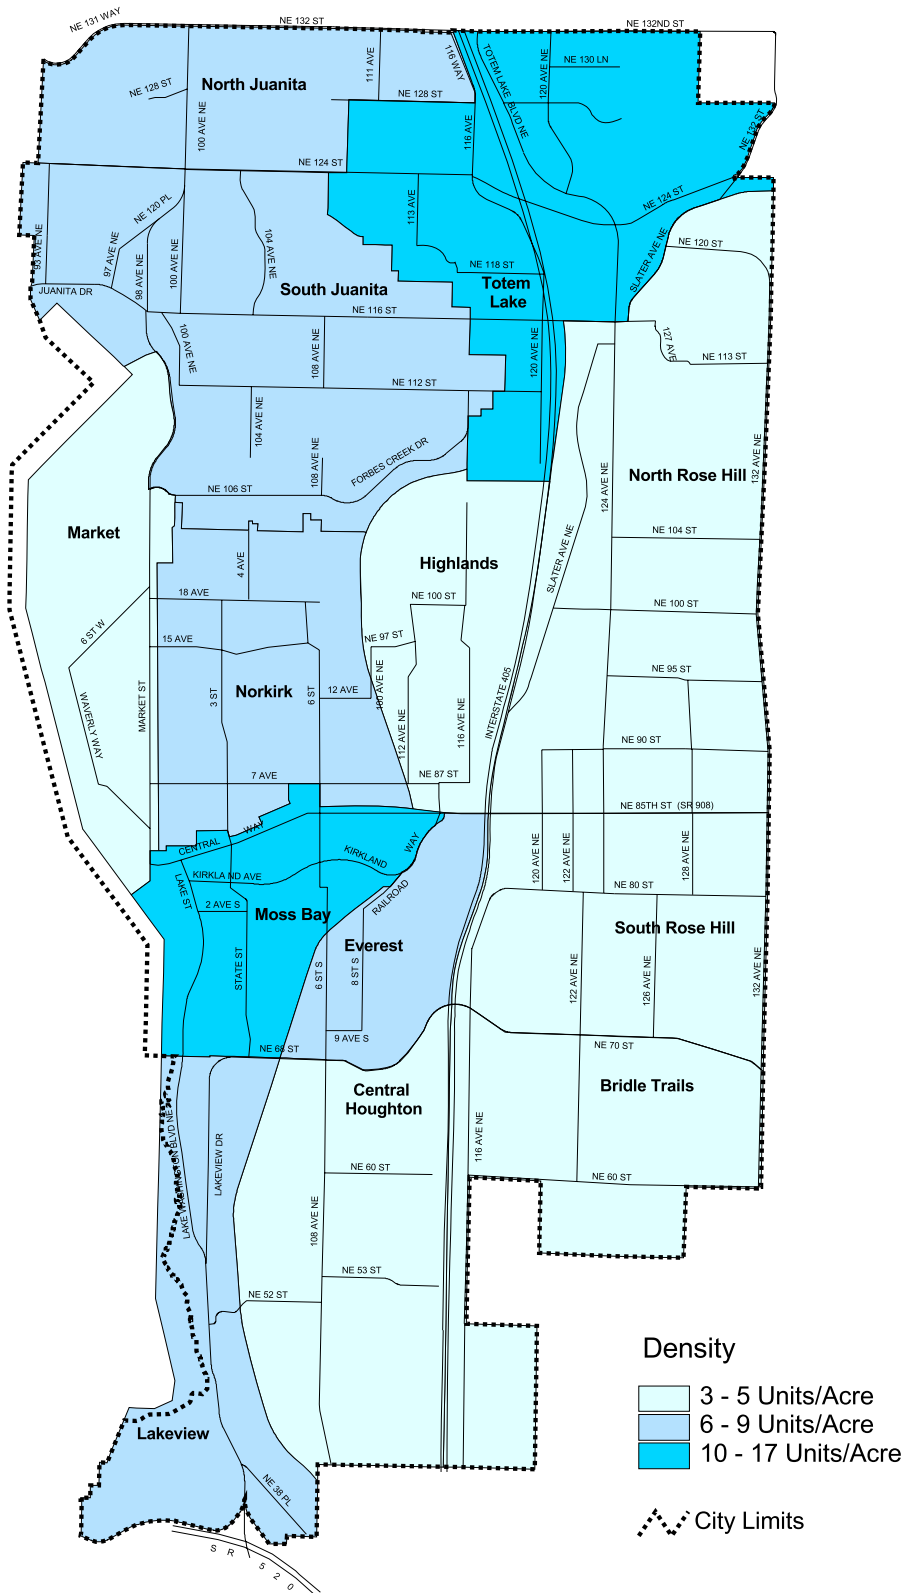 NE 131 WAY
NE 132 ST
NE 132ND ST
116 WAY
TOTEM LAKE BLVD NE
120 AVE NE
NE 130 LN
111 AVE
North Juanita
NE 128 ST
NE 128 ST
100 AVE NE
116 AVE
NE 132 ST
NE 124 ST
NE 124 ST
NE 120 PL
113 AVE
93 AVE NE
97 AVE NE
98 AVE NE
100 AVE NE
104 AVE NE
SLATER AVE NE
NE 120 ST
NE 118 ST
JUANITA DR
South Juanita
Totem
Lake
NE 116 ST
100 AVE NE
108 AVE NE
120 AVE NE
127 AVE
NE 113 ST
NE 112 ST
104 AVE NE
108 AVE NE
FORBES CREEK DR
132 AVE NE
North Rose Hill
NE 106 ST
124 AVE NE
Market
NE 104 ST
SLATER AVE NE
4 AVE
Highlands
18 AVE
NE 100 ST
NE 100 ST
6 ST W
15 AVE
NE 97 ST
NE 95 ST
100 AVE NE
Norkirk
12 AVE
3 ST
6 ST
MARKET ST
WAVERLY WAY
112 AVE NE
116 AVE NE
INTERSTATE 405
NE 90 ST
7 AVE
NE 87 ST
NE 85TH ST (SR 908)
CENTRAL
WAY
KIRKLAND
WAY
120 AVE NE
122 AVE NE
128 AVE NE
KIRKLA ND AVE
NE 80 ST
LAKE ST
2 AVE S
RAILROAD
Moss Bay
South Rose Hill
Everest
STATE ST
6 ST S
8 ST S
122 AVE NE
126 AVE NE
132 AVE NE
9 AVE S
NE 68 ST
NE 70 ST
Central
Houghton
Bridle Trails
LAKE WASHINGTON BLVD NE
LAKEVIEW DR
116 AVE NE
NE 60 ST
NE 60 ST
108 AVE NE
NE 53 ST
NE 52 ST
Density
3 - 5 Units/Acre
6 - 9 Units/Acre
10 - 17 Units/Acre
Lakeview
NE 38 PL
City Limits
S R 5 2 0